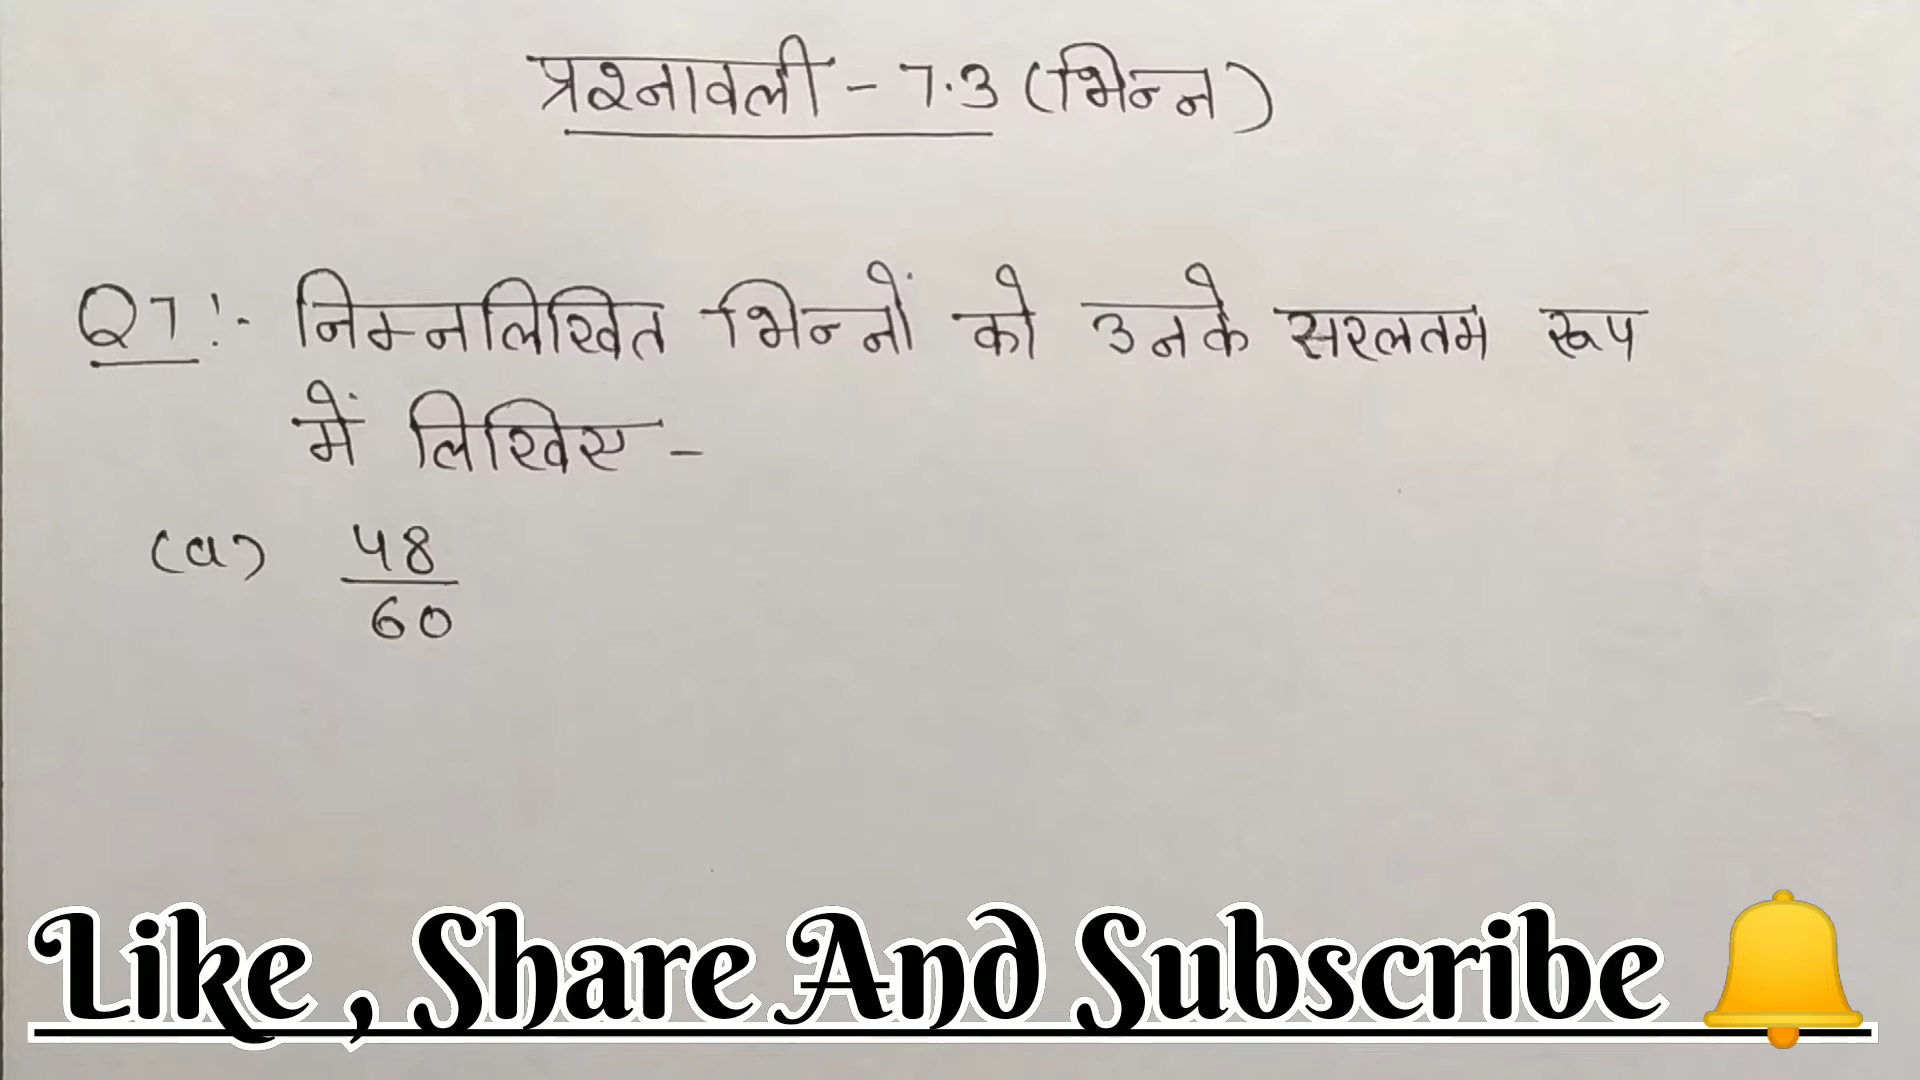 प्रश्नावली - 7.3 (भिन्न)
Q7:- निम्नलिखित भिन्नों को उनके सरलतम रूप
में लिखिए -
(a) 48
60
Like, Share And Subscribe